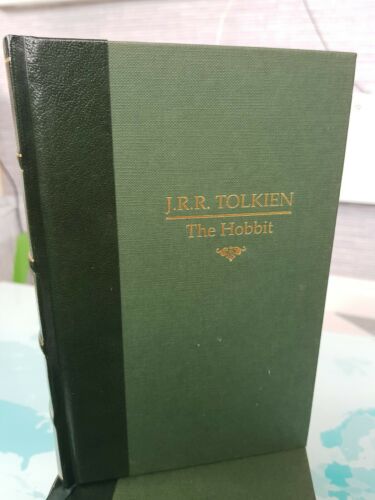 J.R.R. TOLKIEN
The Hobbit